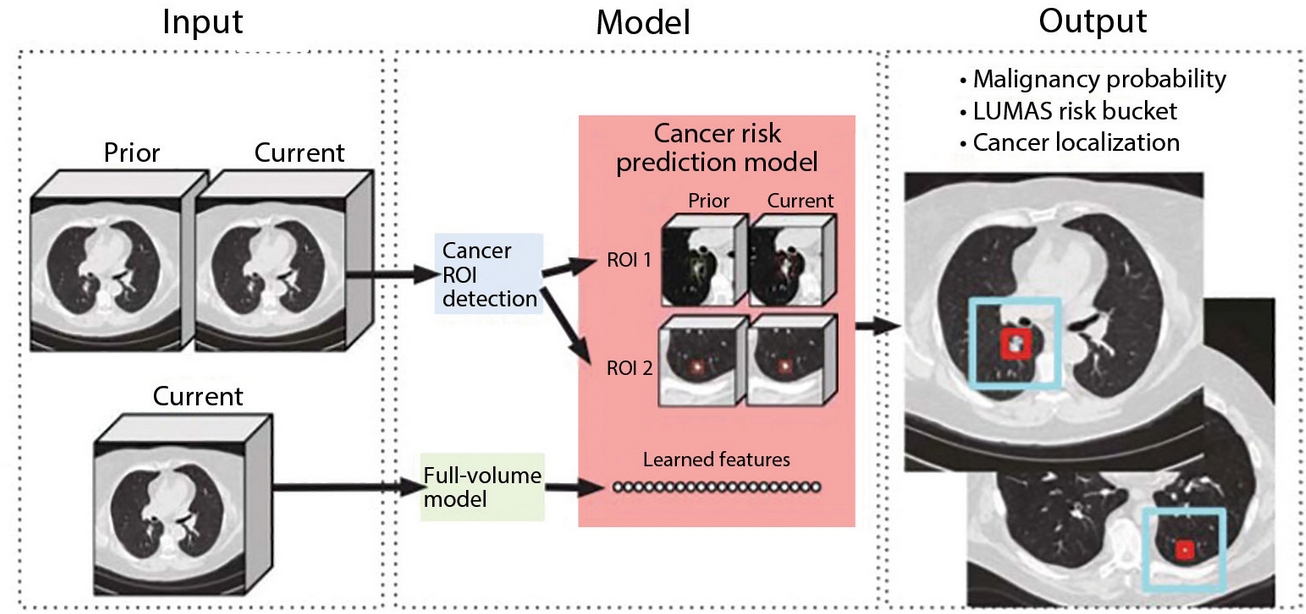 Input
Model
Output
Prior
Current
Current
Cancer
ROI
detection
Full-volume
model
Cancer risk
prediction model
Prior
Current
ROI 1
ROI 2
Learned features
• Malignancy probability
• LUMAS risk bucket
• Cancer localization